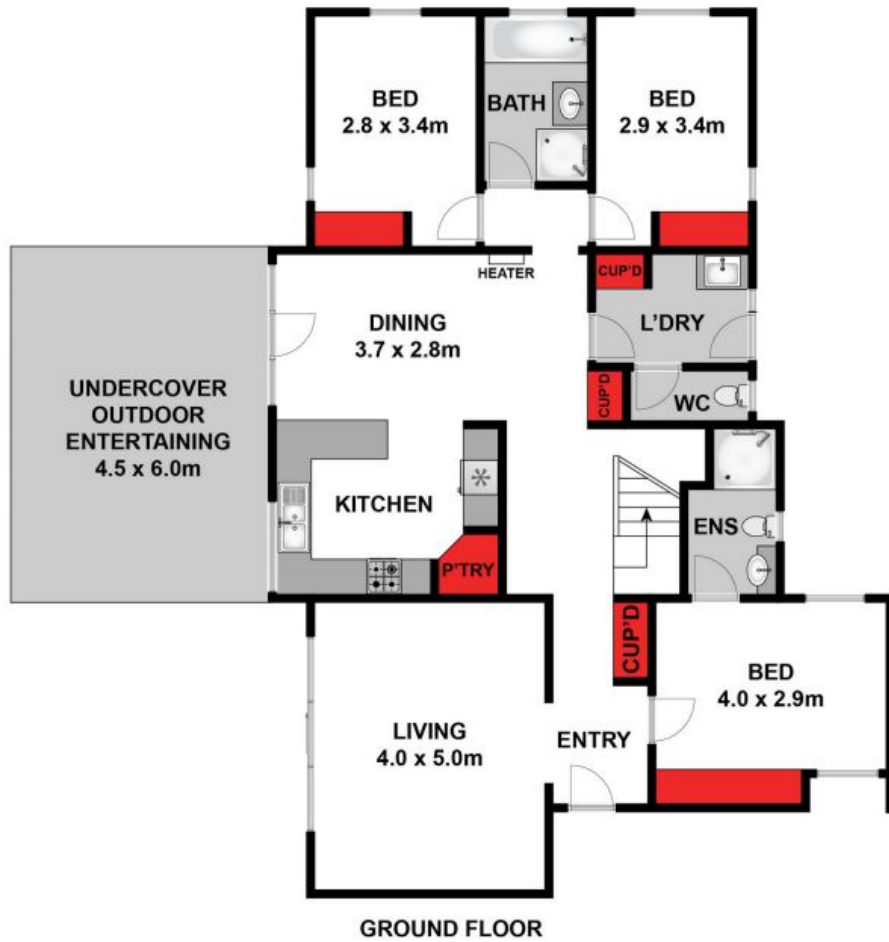 BED
2.8 x 3.4m
BATH
BED
2.9 x 3.4m
HEATER
CUP'D
L'DRY
DINING
3.7 x 2.8m
UNDERCOVER
OUTDOOR
ENTERTAINING
4.5 x 6.0m
CUP'D
WC
KITCHEN
ENS
P'TRY
CUP'D
BED
4.0 x 2.9m
LIVING
4.0 x 5.0m
ENTRY
GROUND FLOOR